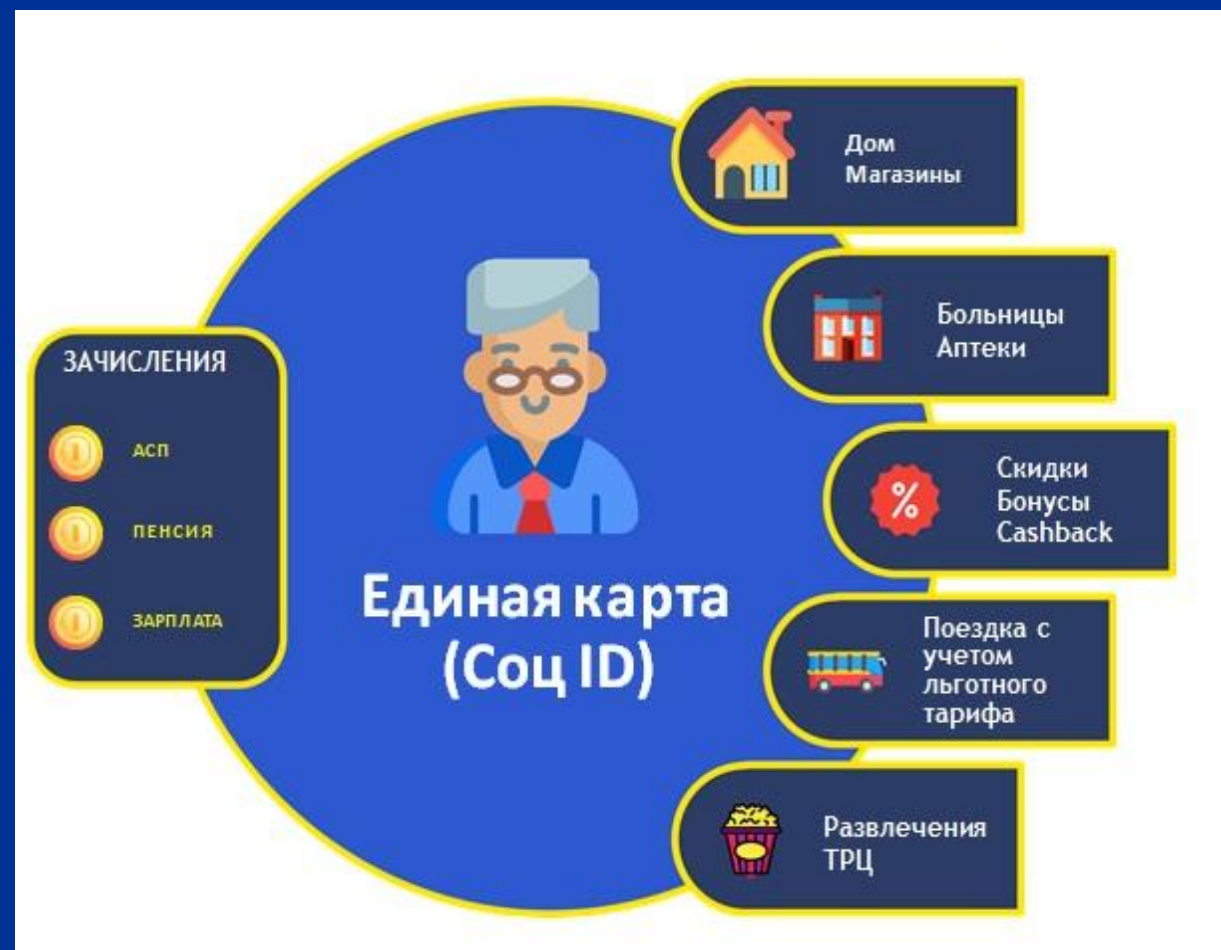 Дом
Магазины
Больницы
Аптеки
ЗАЧИСЛЕНИЯ
АСП
ПЕНСИЯ
ЗАРПЛАТА
Единая карта
(Соц ID)
%
Скидки
Бонусы
Cashback
Поездка с
учетом
льготного
тарифа
Развлечения
ТРЦ